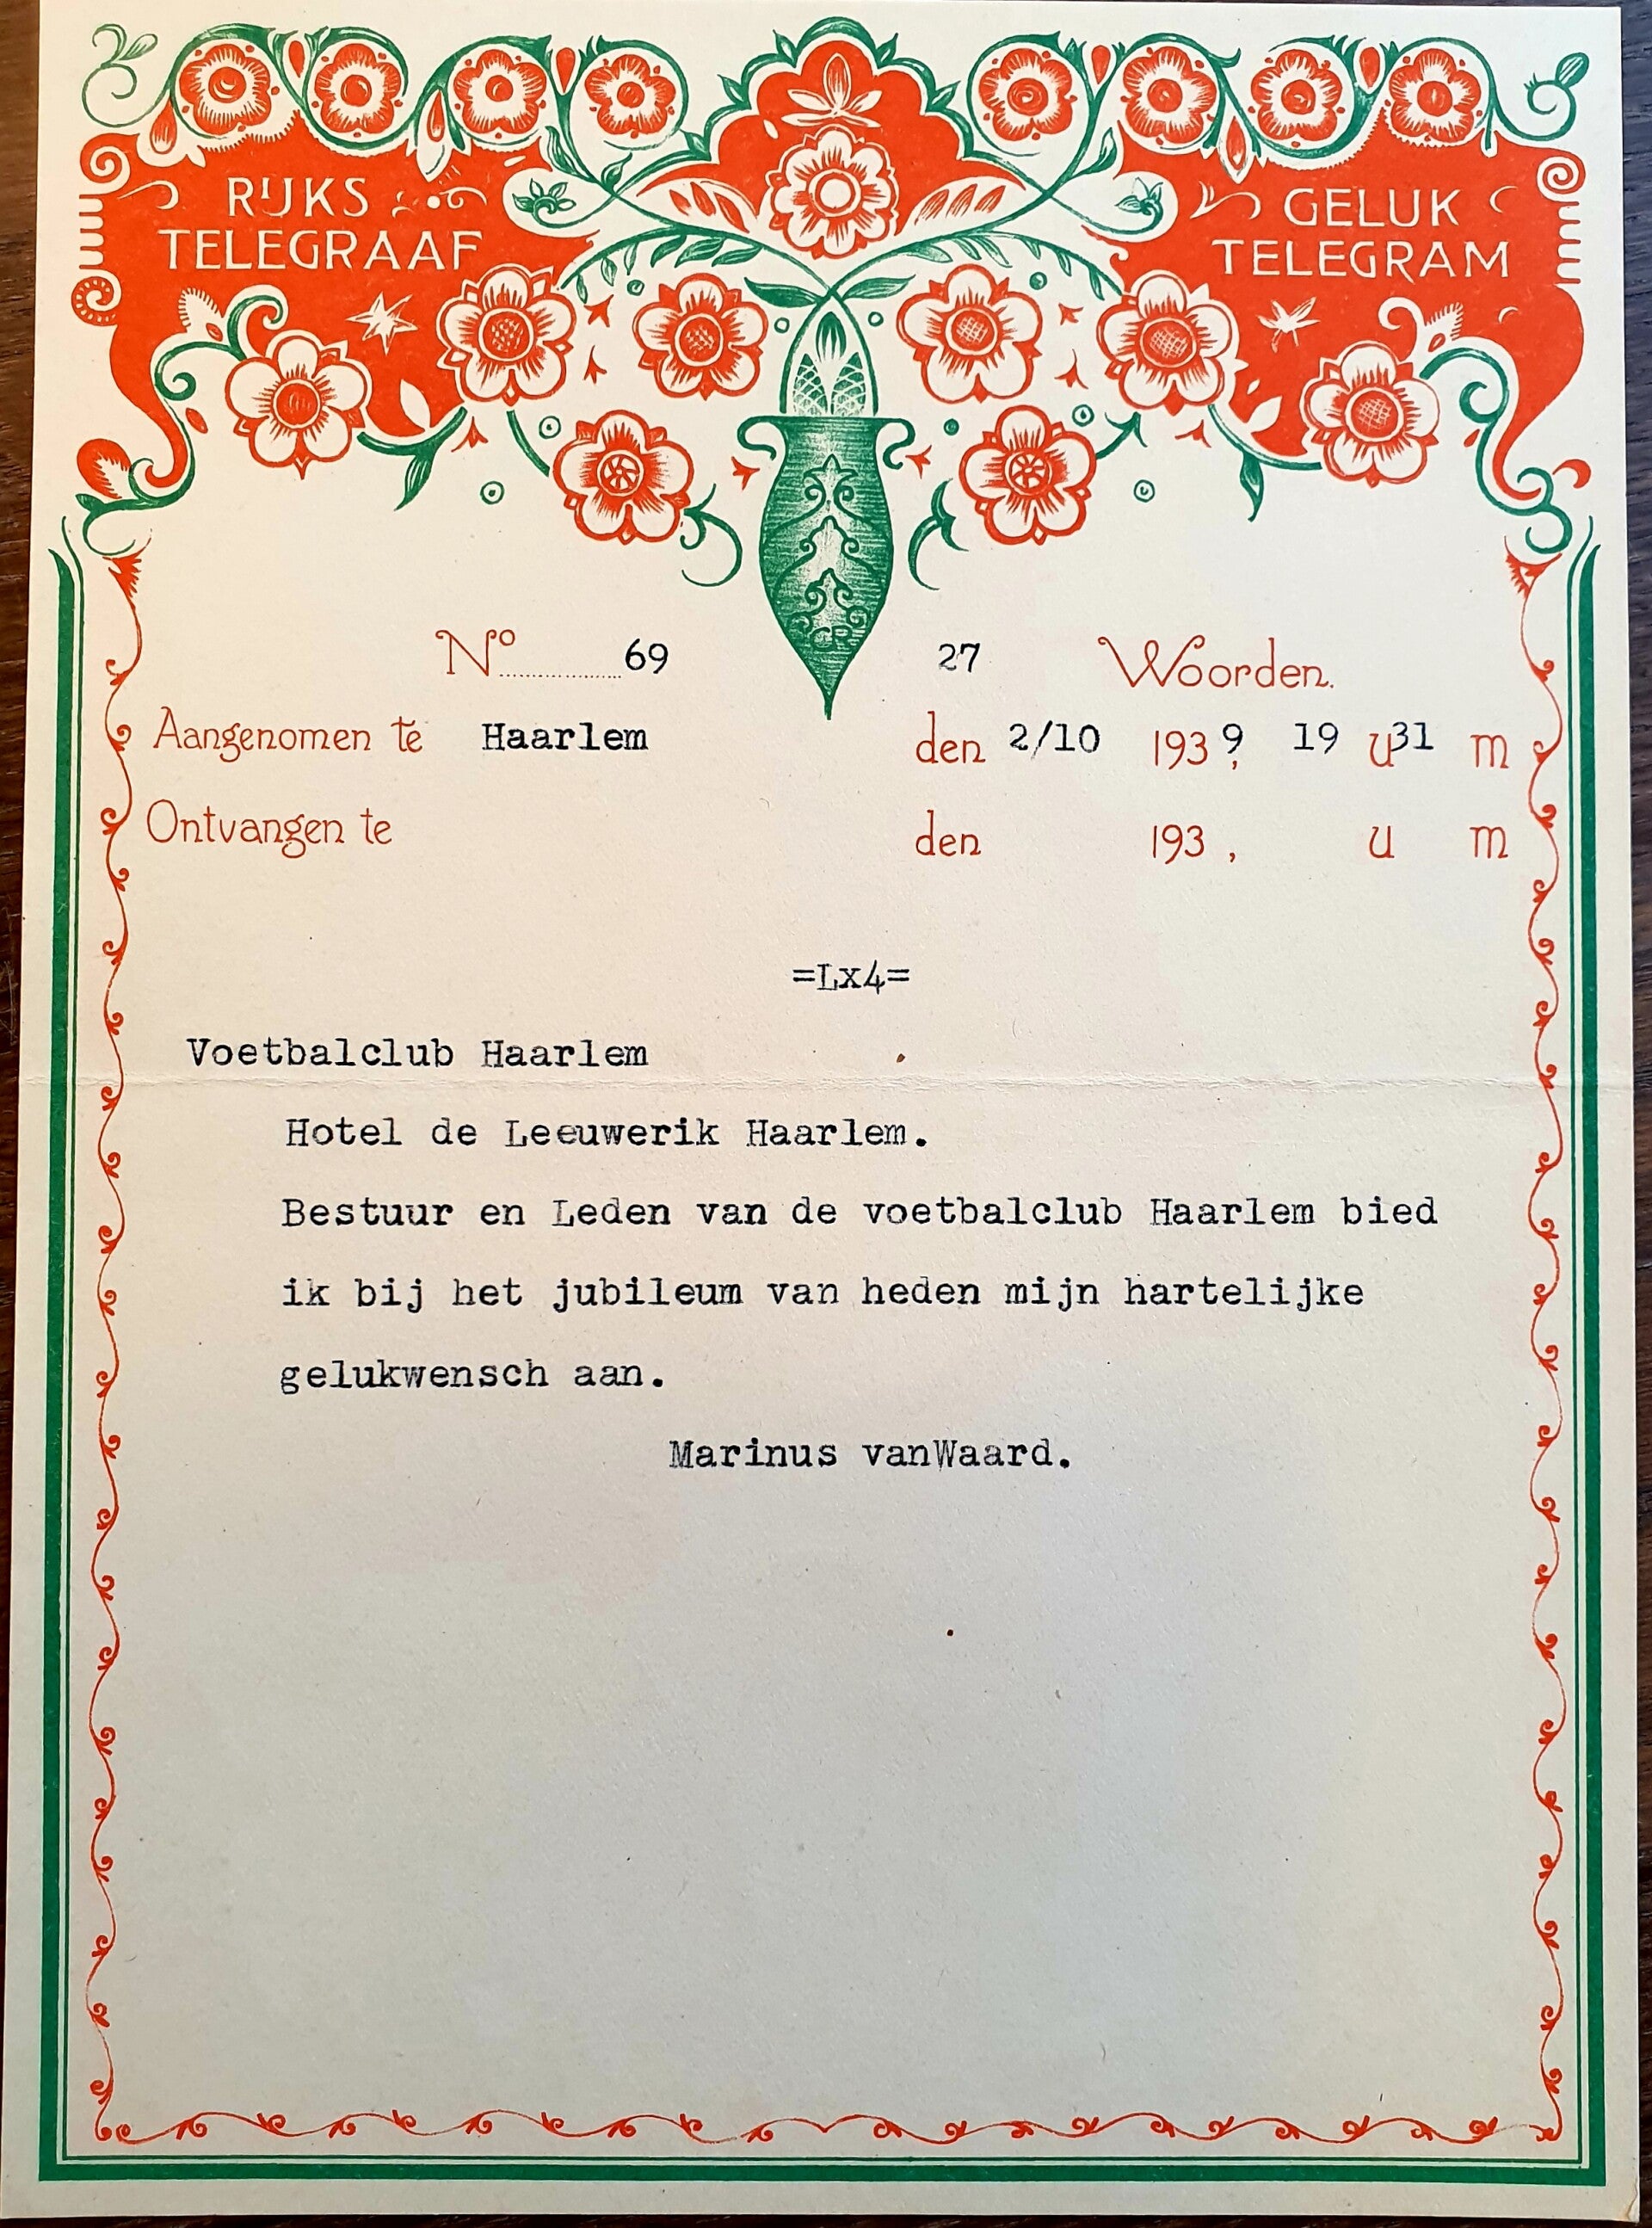 RIJKS
TELEGRAAF
GELUK
TELEGRAM
No 69 27 Woorden.
Aangenomen te Haarlem den 2/10 1939, 19 u 31 m
Ontvangen te den 193 , u m
=Lx4=
Voetbalclub Haarlem
Hotel de Leeuwerik Haarlem.
Bestuur en Leden van de voetbalclub Haarlem bied
ik bij het jubileum van heden mijn hartelijke
gelukwensch aan.
Marinus vanWaard.